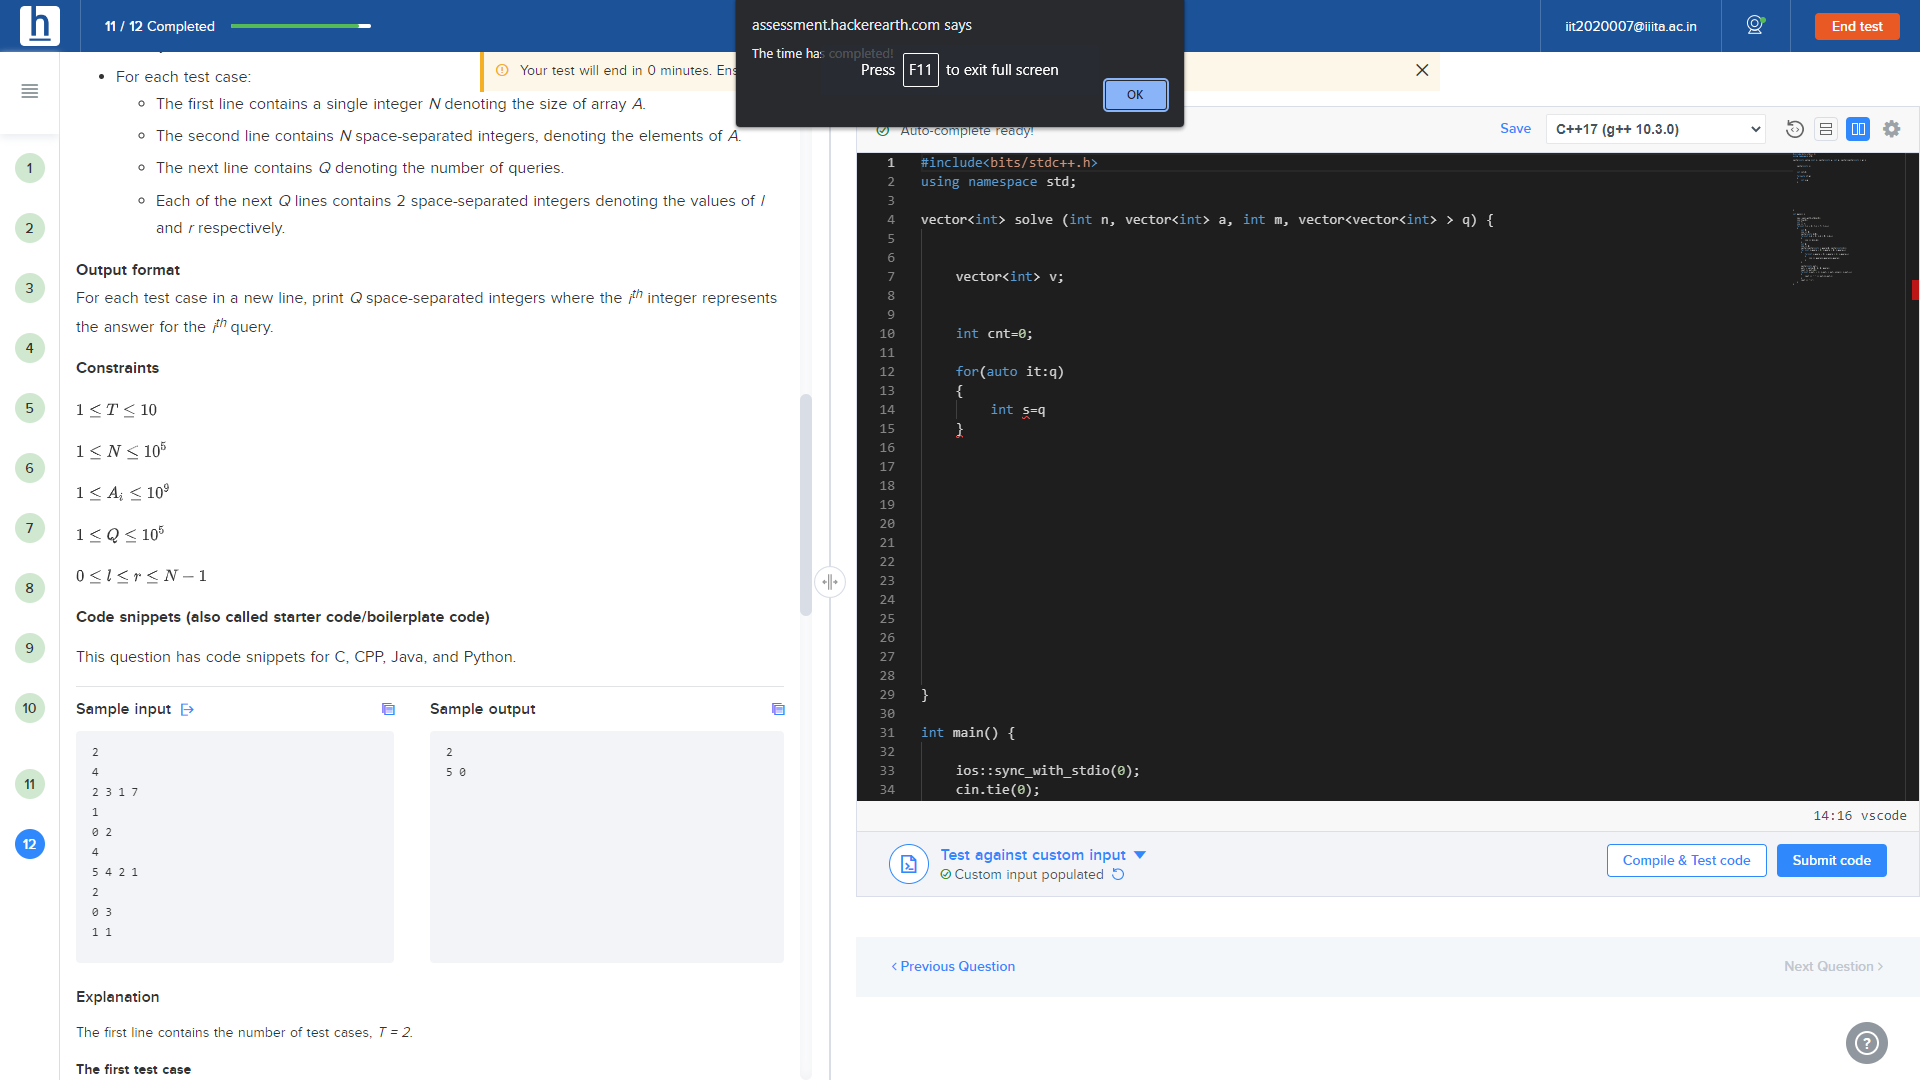 h
11 / 12 Completed
assessment.hackerearth.com says
The time has completed!
Press F11 to exit full screen
OK
iit2020007@iiita.ac.in
End test
Your test will end in 0 minutes. Ens
• For each test case:
The first line contains a single integer N denoting the size of array A.
The second line contains N space-separated integers, denoting the elements of A.
The next line contains Q denoting the number of queries.
Each of the next Q lines contains 2 space-separated integers denoting the values of l
and r respectively.
Output format
For each test case in a new line, print Q space-separated integers where the ith integer represents
the answer for the ith query.
Constraints
1 ≤ T ≤ 10
1 ≤ N ≤ 10^5
1 ≤ A_i ≤ 10^9
1 ≤ Q ≤ 10^5
0 ≤ l ≤ r ≤ N − 1
Code snippets (also called starter code/boilerplate code)
This question has code snippets for C, CPP, Java, and Python.
Sample input
2
4
2 3 1 7
1
0 2
4
5 4 2 1
2
0 3
1 1
Sample output
2
5 0
Explanation
The first line contains the number of test cases, T = 2.
The first test case
1
2
3
4
5
6
7
8
9
10
11
12
Auto-complete ready!
Save
C++17 (g++ 10.3.0)
1 #include<bits/stdc++.h>
2 using namespace std;
3
4 vector<int> solve (int n, vector<int> a, int m, vector<vector<int> > q) {
5
6
7 vector<int> v;
8
9
10 int cnt=0;
11
12 for(auto it:q)
13 {
14 int s=q
15 }
16
17
18
19
20
21
22
23
24
25
26
27
28
29 }
30
31 int main() {
32
33 ios::sync_with_stdio(0);
34 cin.tie(0);
14:16 vscode
Test against custom input
Custom input populated
Compile & Test code
Submit code
Previous Question
Next Question
?